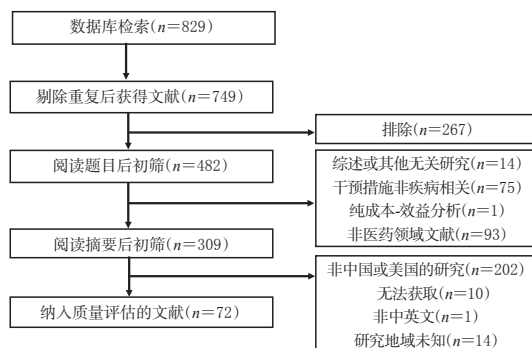 数据库检索(n=829)
剔除重复后获得文献(n=749)
排除(n=267)
阅读题目后初筛(n=482)
综述或其他无关研究(n=14)
干预措施非疾病相关(n=75)
纯成本-效益分析(n=1)
非医药领域文献(n=93)
阅读摘要后初筛(n=309)
非中国或美国的研究(n=202)
无法获取(n=10)
非中英文(n=1)
研究地域未知(n=14)
纳入质量评估的文献(n=72)